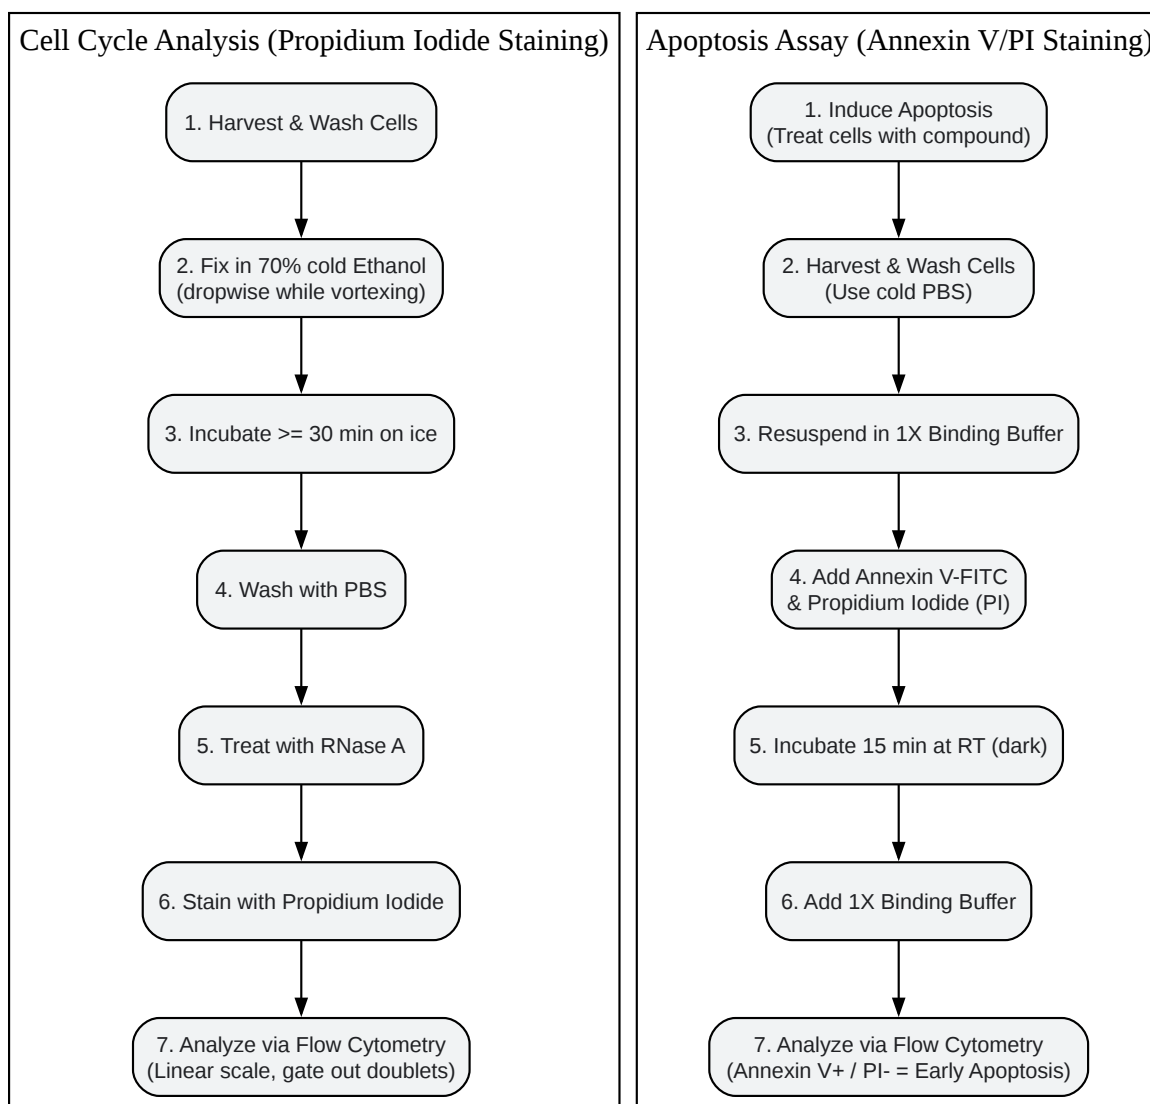 Cell Cycle Analysis (Propidium Iodide Staining)
1. Harvest & Wash Cells
2. Fix in 70% cold Ethanol
(dropwise while vortexing)
3. Incubate >= 30 min on ice
4. Wash with PBS
5. Treat with RNase A
6. Stain with Propidium Iodide
7. Analyze via Flow Cytometry
(Linear scale, gate out doublets)
Apoptosis Assay (Annexin V/PI Staining)
1. Induce Apoptosis
(Treat cells with compound)
2. Harvest & Wash Cells
(Use cold PBS)
3. Resuspend in 1X Binding Buffer
4. Add Annexin V-FITC
& Propidium Iodide (PI)
5. Incubate 15 min at RT (dark)
6. Add 1X Binding Buffer
7. Analyze via Flow Cytometry
(Annexin V+ / PI- = Early Apoptosis)